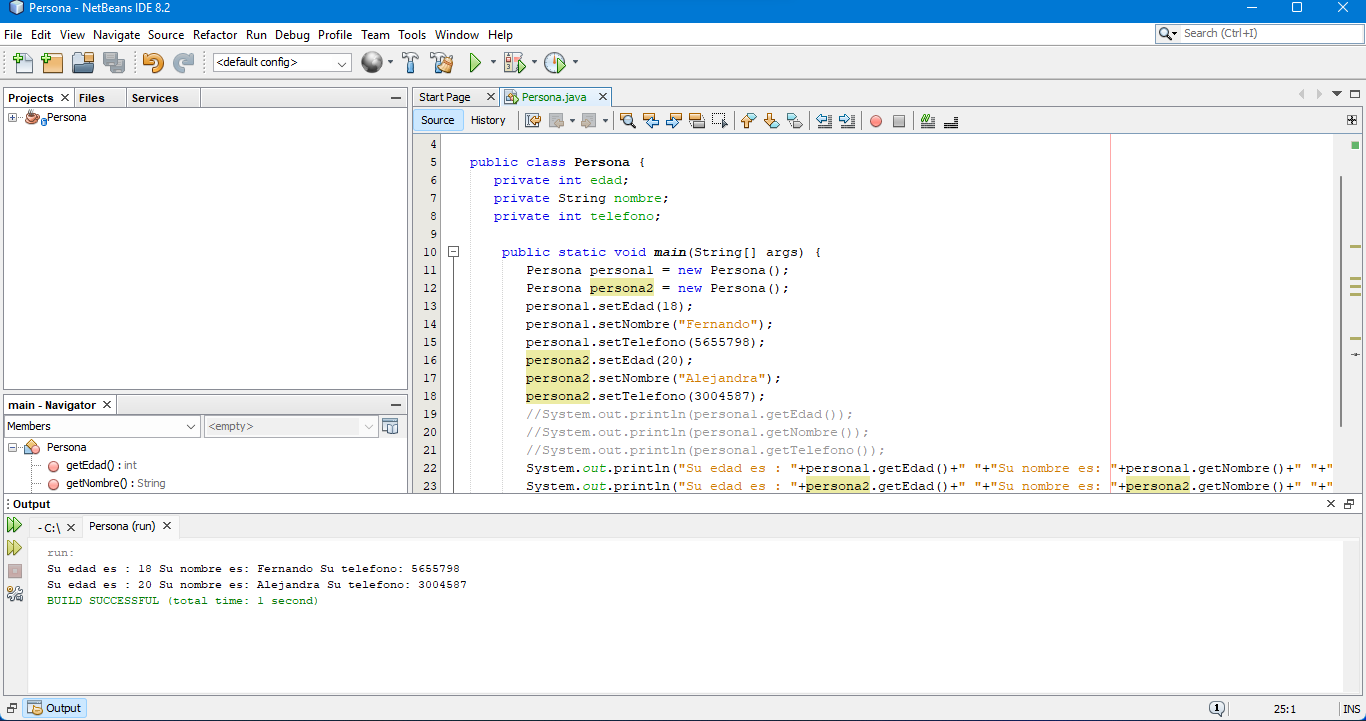 Persona - NetBeans IDE 8.2
File Edit View Navigate Source Refactor Run Debug Profile Team Tools Window Help
Search (Ctrl+I)
<default config>
Projects Files Services
Persona
Start Page Persona.java
Source History
4
5 public class Persona {
6 private int edad;
7 private String nombre;
8 private int telefono;
9
10 public static void main(String[] args) {
11 Persona persona1 = new Persona();
12 Persona persona2 = new Persona();
13 persona1.setEdad(18);
14 persona1.setNombre("Fernando");
15 persona1.setTelefono(5655798);
16 persona2.setEdad(20);
17 persona2.setNombre("Alejandra");
18 persona2.setTelefono(3004587);
19 //System.out.println(persona1.getEdad());
20 //System.out.println(persona1.getNombre());
21 //System.out.println(persona1.getTelefono());
22 System.out.println("Su edad es : "+persona1.getEdad()+" "+"Su nombre es: "+persona1.getNombre()+" "+"
23 System.out.println("Su edad es : "+persona2.getEdad()+" "+"Su nombre es: "+persona2.getNombre()+" "+"
main - Navigator
Members <empty>
Persona
getEdad() : int
getNombre() : String
Output
- C:\ Persona (run)
run:
Su edad es : 18 Su nombre es: Fernando Su telefono: 5655798
Su edad es : 20 Su nombre es: Alejandra Su telefono: 3004587
BUILD SUCCESSFUL (total time: 1 second)
Output
1 25:1 INS